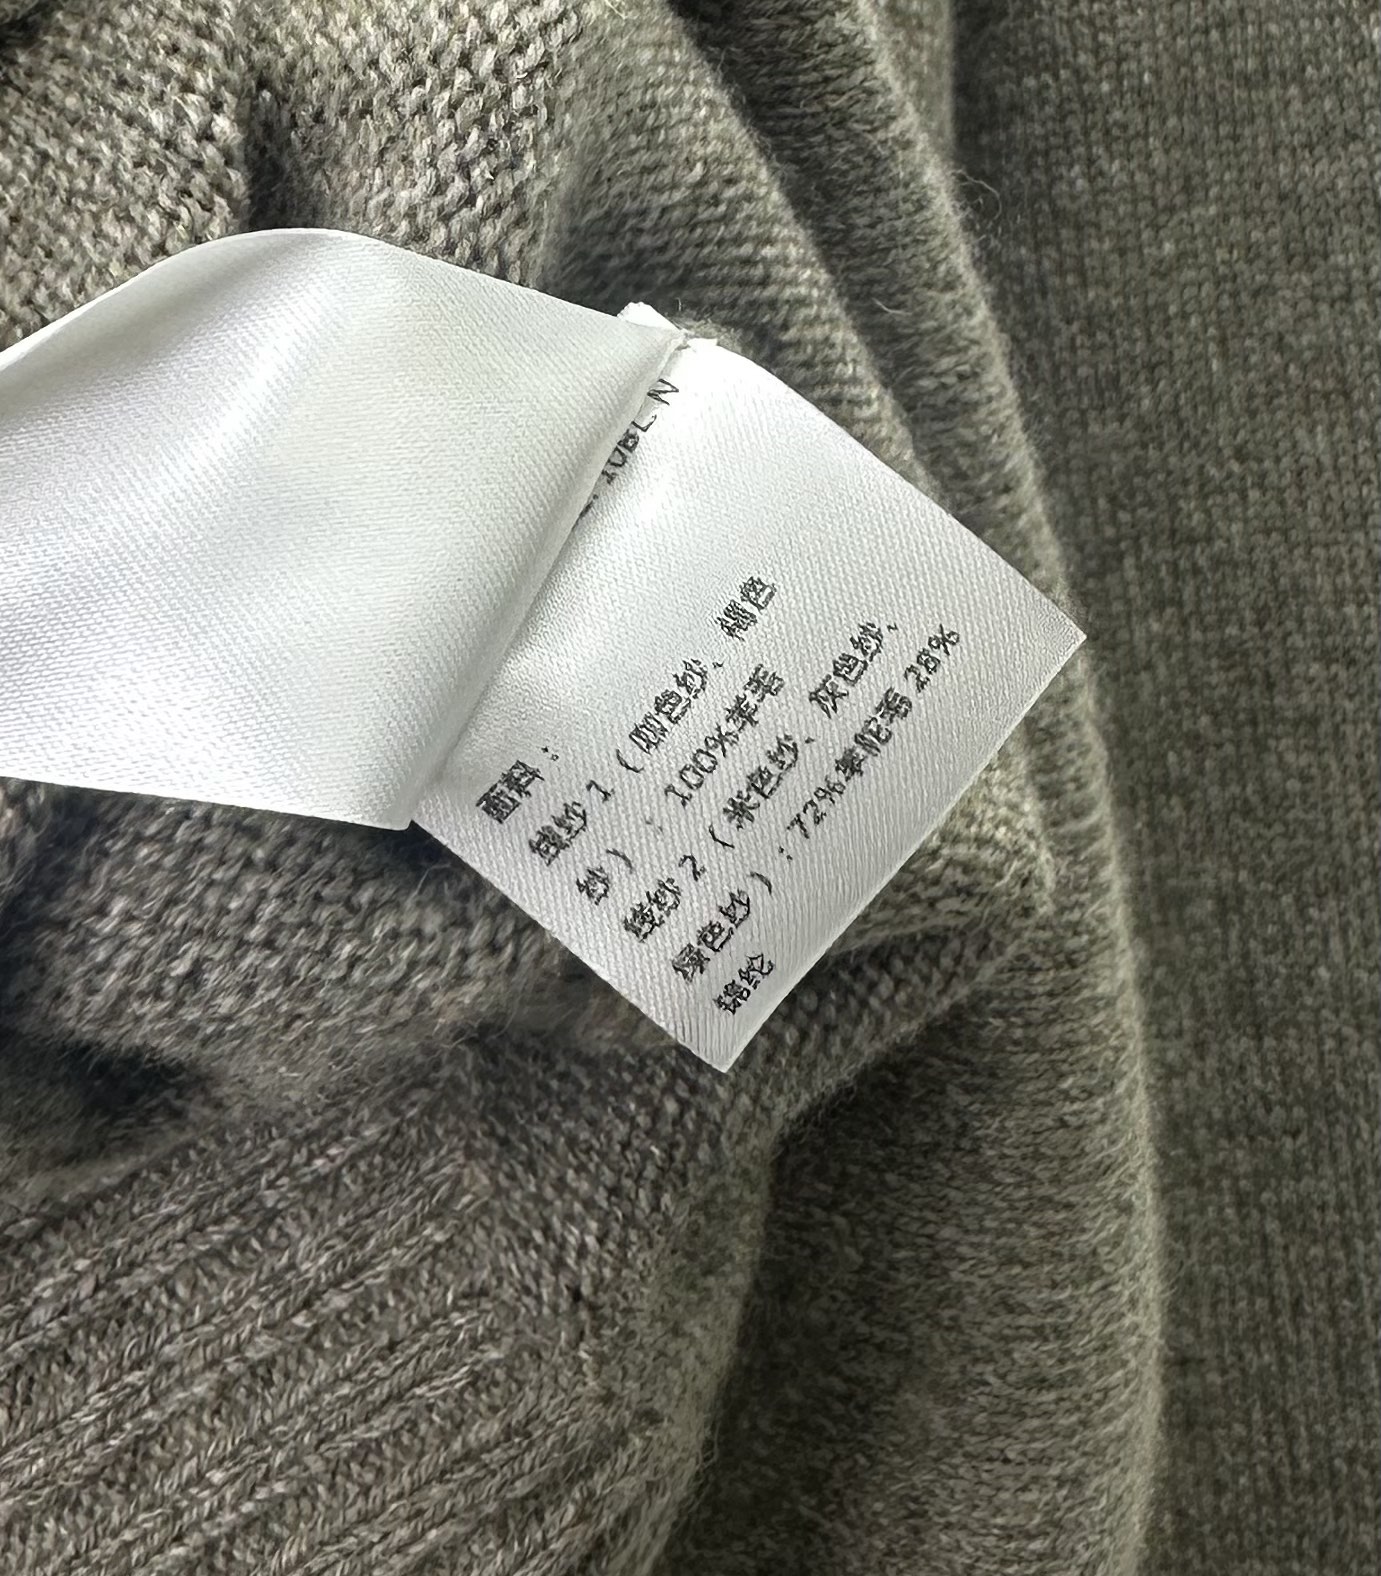 面料:
线纱 1 (咖色纱、褐色
纱) : 100%羊毛
线纱 2 (米色纱、灰色纱、
绿色纱) : 72%羊驼毛 28%
锦纶